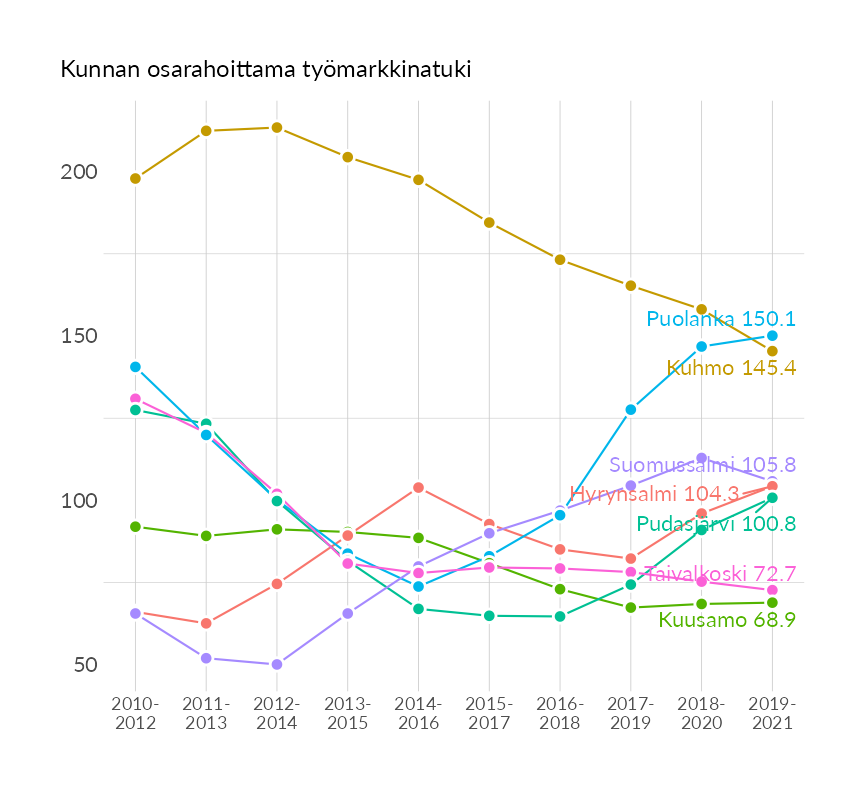 Kunnan osarahoittama työmarkkinatuki
200
150
100
50
Puolanka 150.1
Kuhmo 145.4
Suomussalmi 105.8
Hyrynsalmi 104.3
Pudasjärvi 100.8
Taivalkoski 72.7
Kuusamo 68.9
2010- 2011- 2012- 2013- 2014- 2015- 2016- 2017- 2018- 2019-
2012 2013 2014 2015 2016 2017 2018 2019 2020 2021